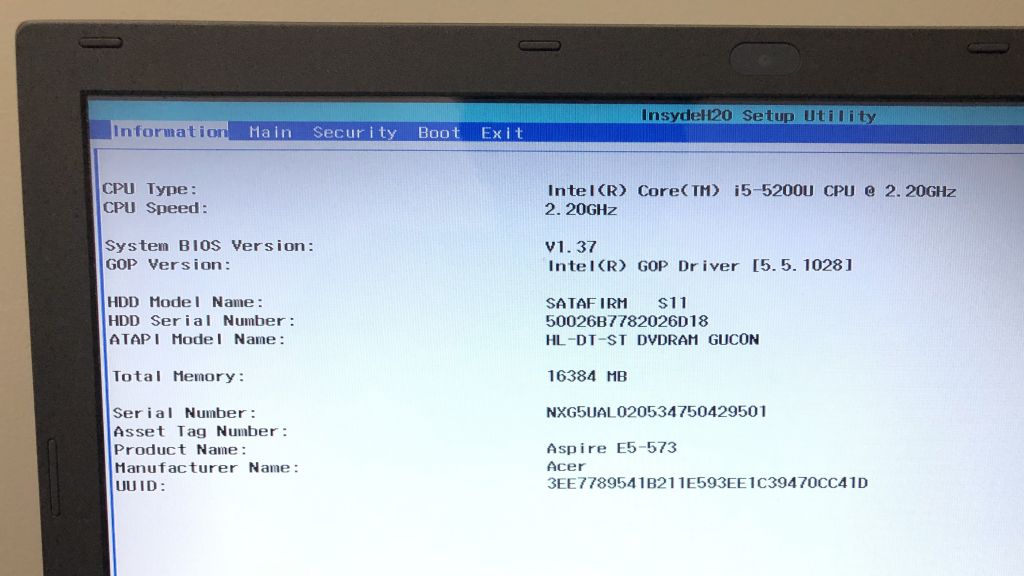 InsydeH20 Setup Utility
Information Main Security Boot Exit
CPU Type: Intel(R) Core(TM) i5-5200U CPU @ 2.20GHz
CPU Speed: 2.20GHz
System BIOS Version: V1.37
GOP Version: Intel(R) GOP Driver [5.5.1028]
HDD Model Name: SATAFIRM S11
HDD Serial Number: 50026B7782026D18
ATAPI Model Name: HL-DT-ST DVDRAM GUC0N
Total Memory: 16384 MB
Serial Number: NXG5UAL020534750429501
Asset Tag Number:
Product Name: Aspire E5-573
Manufacturer Name: Acer
UUID: 3EE7789541B211E593EE1C39470CC41D